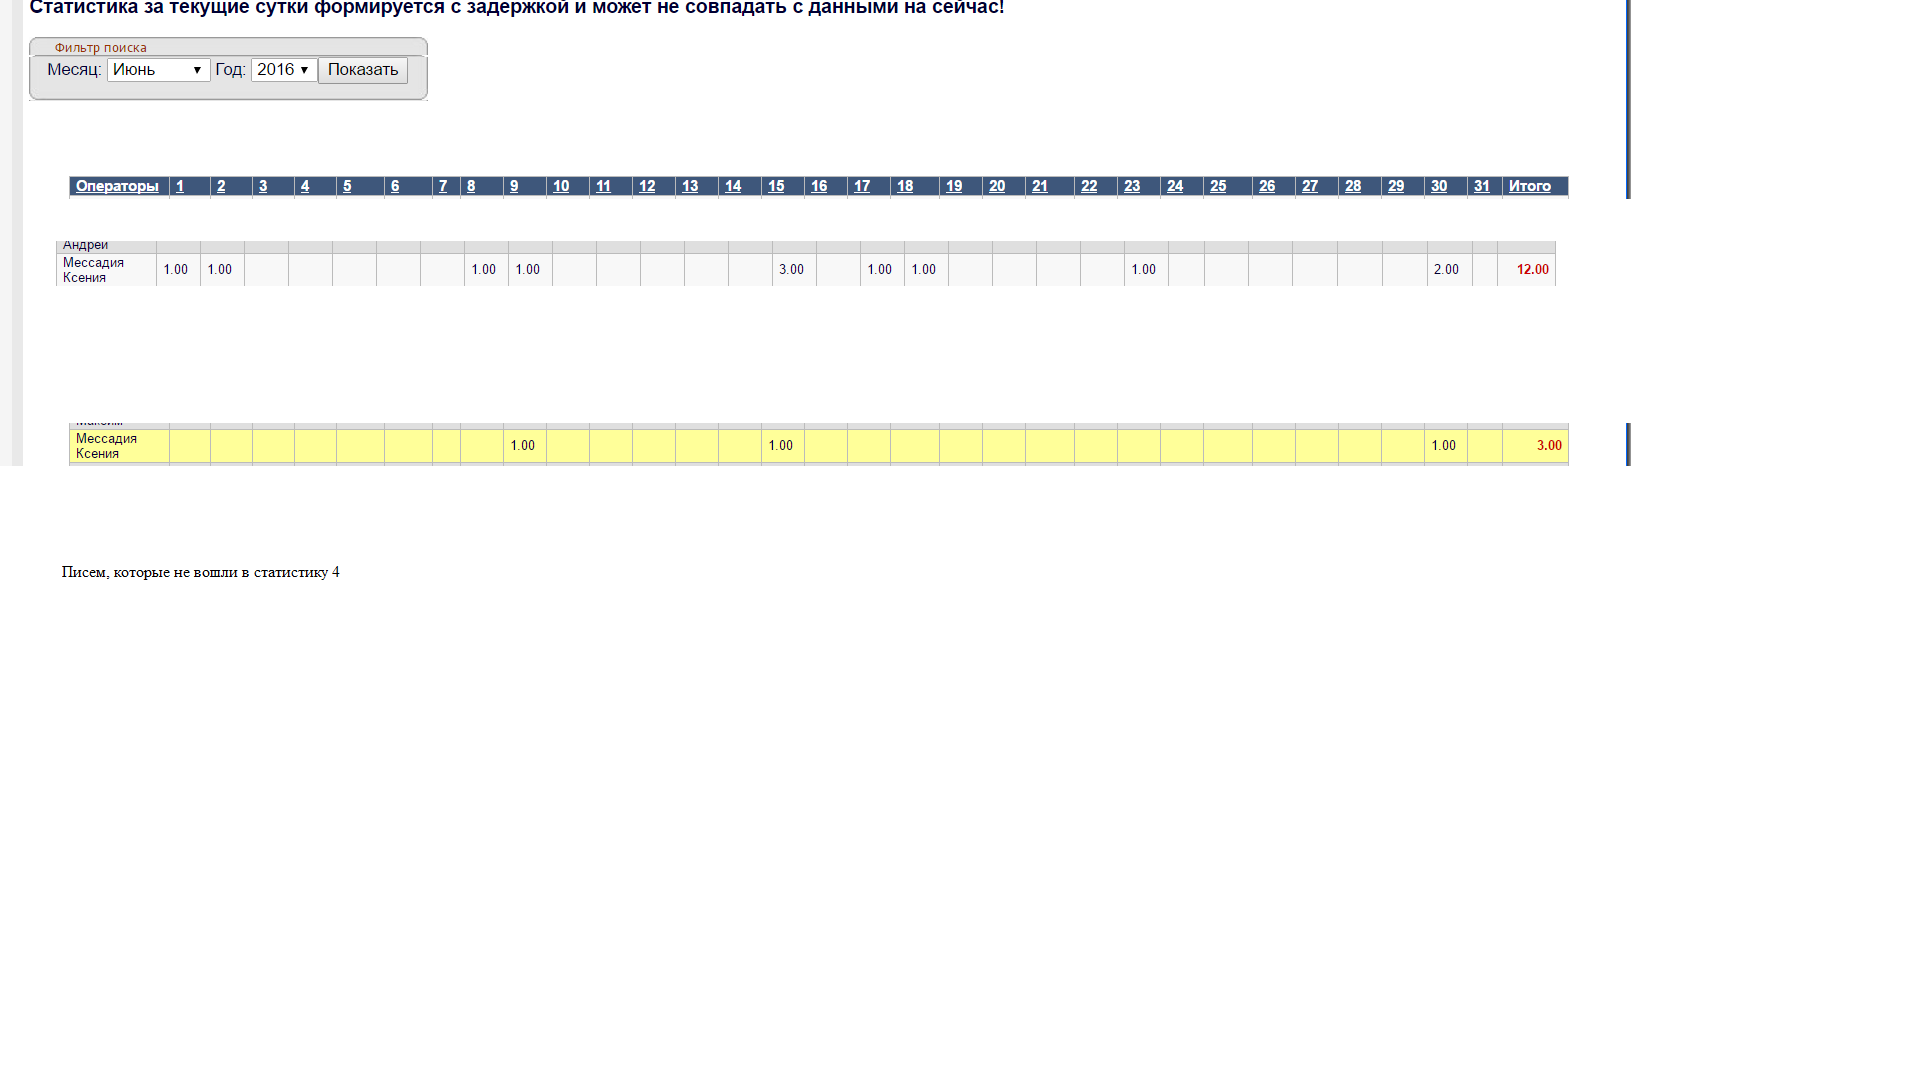 Статистика за текущие сутки формируется с задержкой и может не совпадать с данными на сейчас!
Фильтр поиска
Месяц: Июнь Год: 2016 Показать
Операторы 1 2 3 4 5 6 7 8 9 10 11 12 13 14 15 16 17 18 19 20 21 22 23 24 25 26 27 28 29 30 31 Итого
Андрей
Мессадия
Ксения
1.00 1.00 1.00 1.00 3.00 1.00 1.00 1.00 2.00 12.00
Максим
Мессадия
Ксения
1.00 1.00 1.00 3.00
Писем, которые не вошли в статистику 4